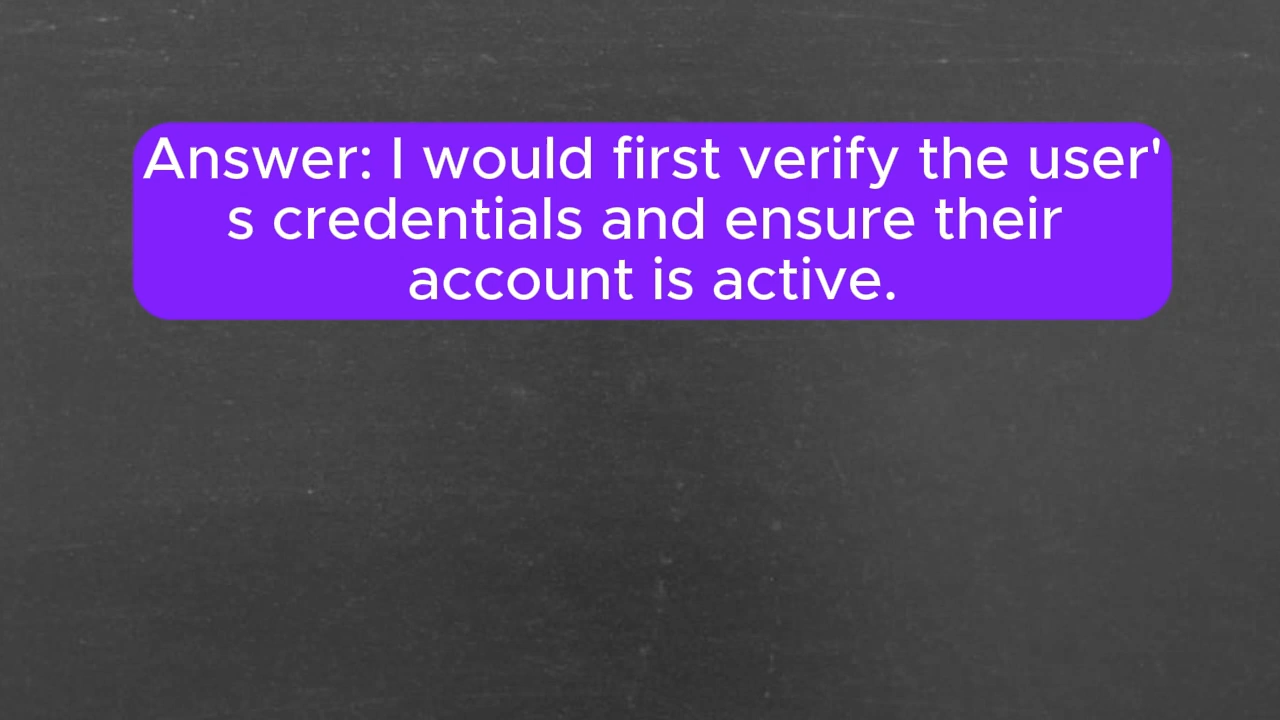 Answer: I would first verify the user'
s credentials and ensure their
account is active.